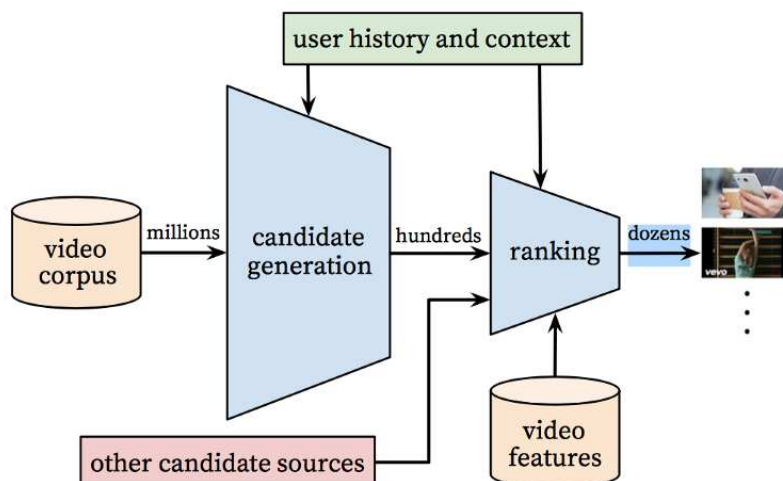 user history and context
video
corpus
millions
candidate
generation
hundreds
ranking
dozens
vevo
other candidate sources
video
features